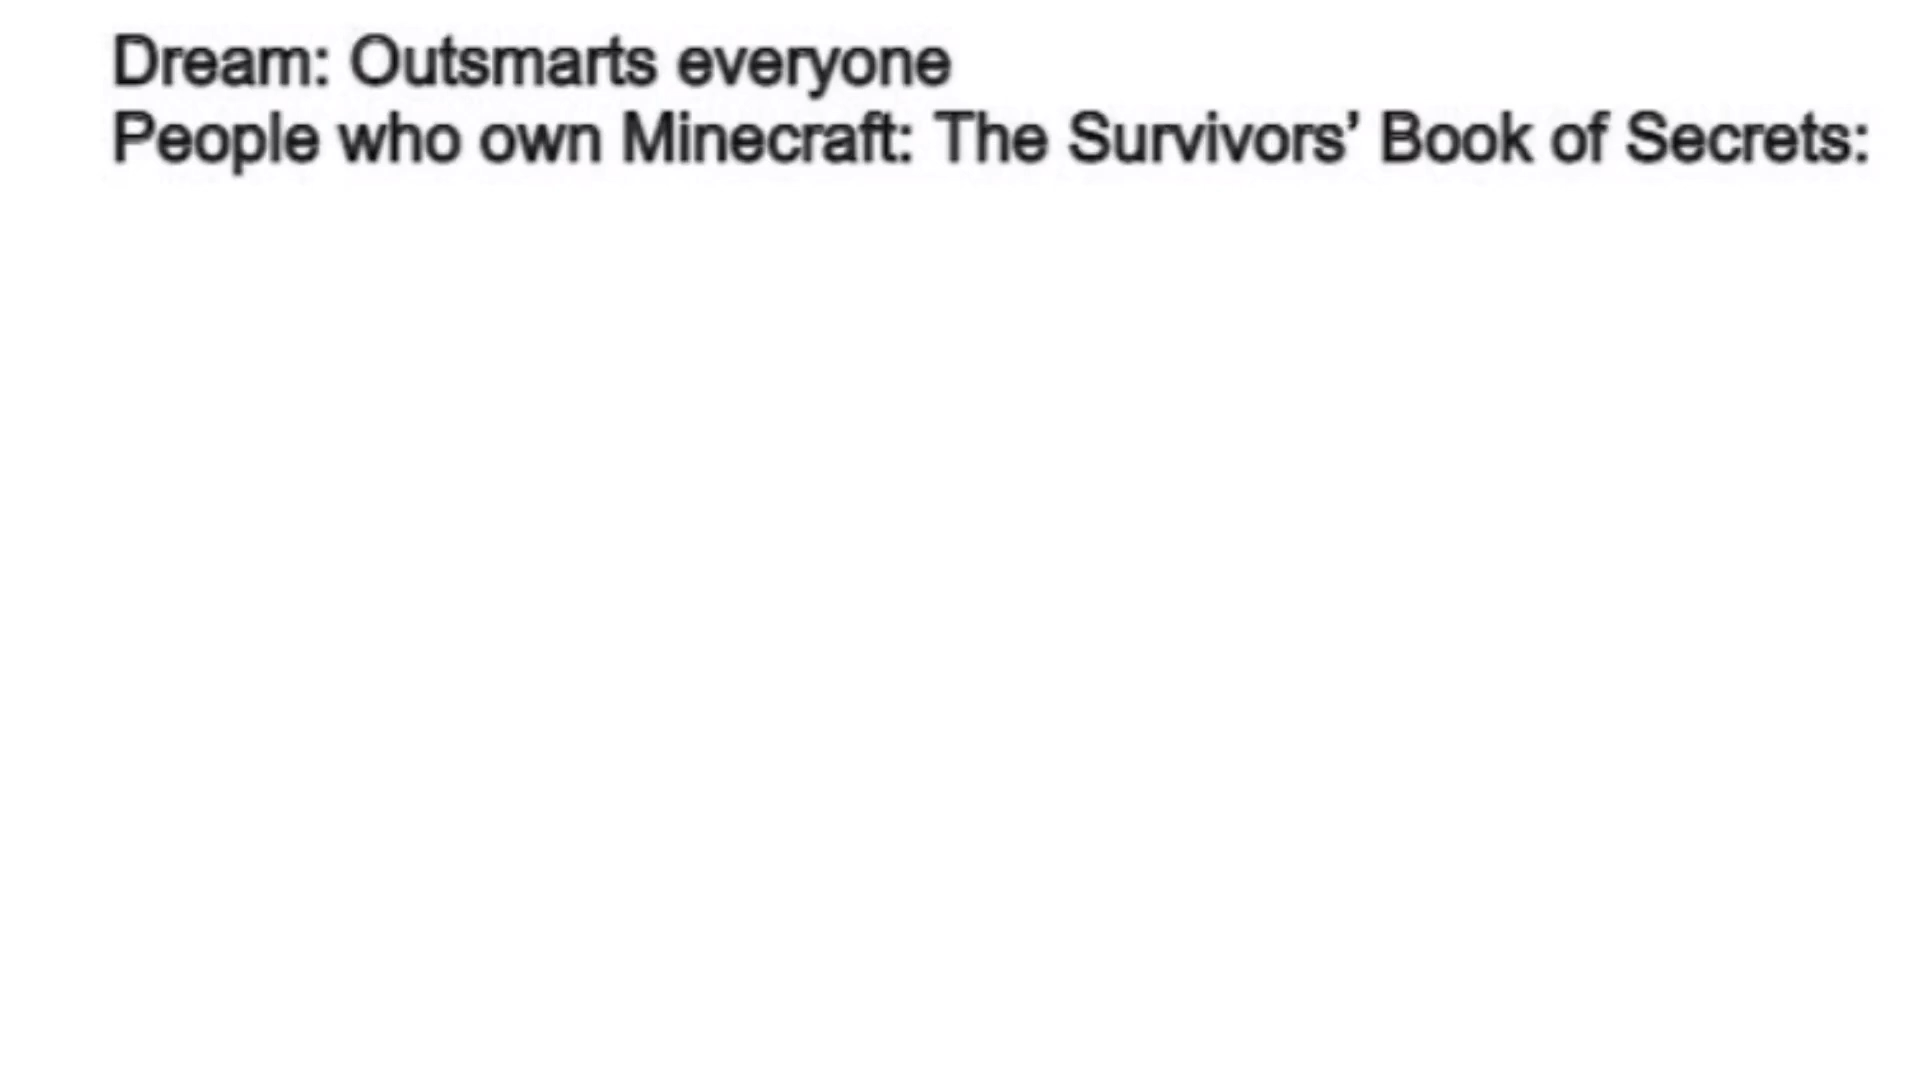 Dream: Outsmarts everyone
People who own Minecraft: The Survivors’ Book of Secrets: